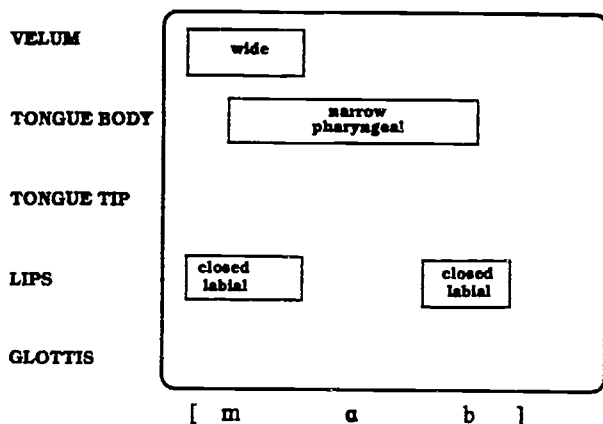 VELUM
wide
TONGUE BODY
narrow
pharyngeal
TONGUE TIP
LIPS
closed
labial
closed
labial
GLOTTIS
[ m ɑ b ]